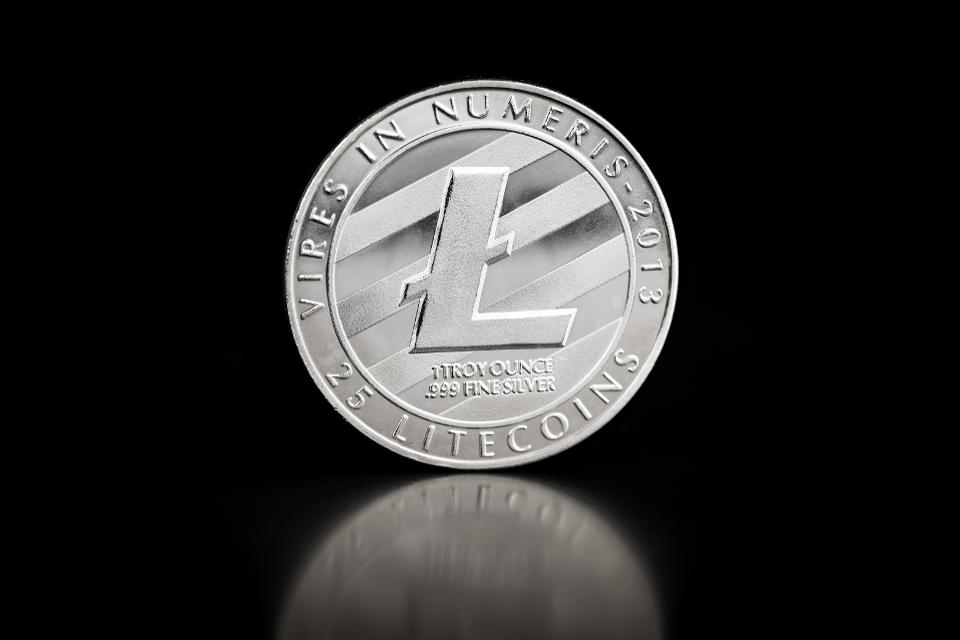 VIRES IN NUMERIS-2013
Ł
1 TROY OUNCE
.999 FINE SILVER
25 LITECOINS